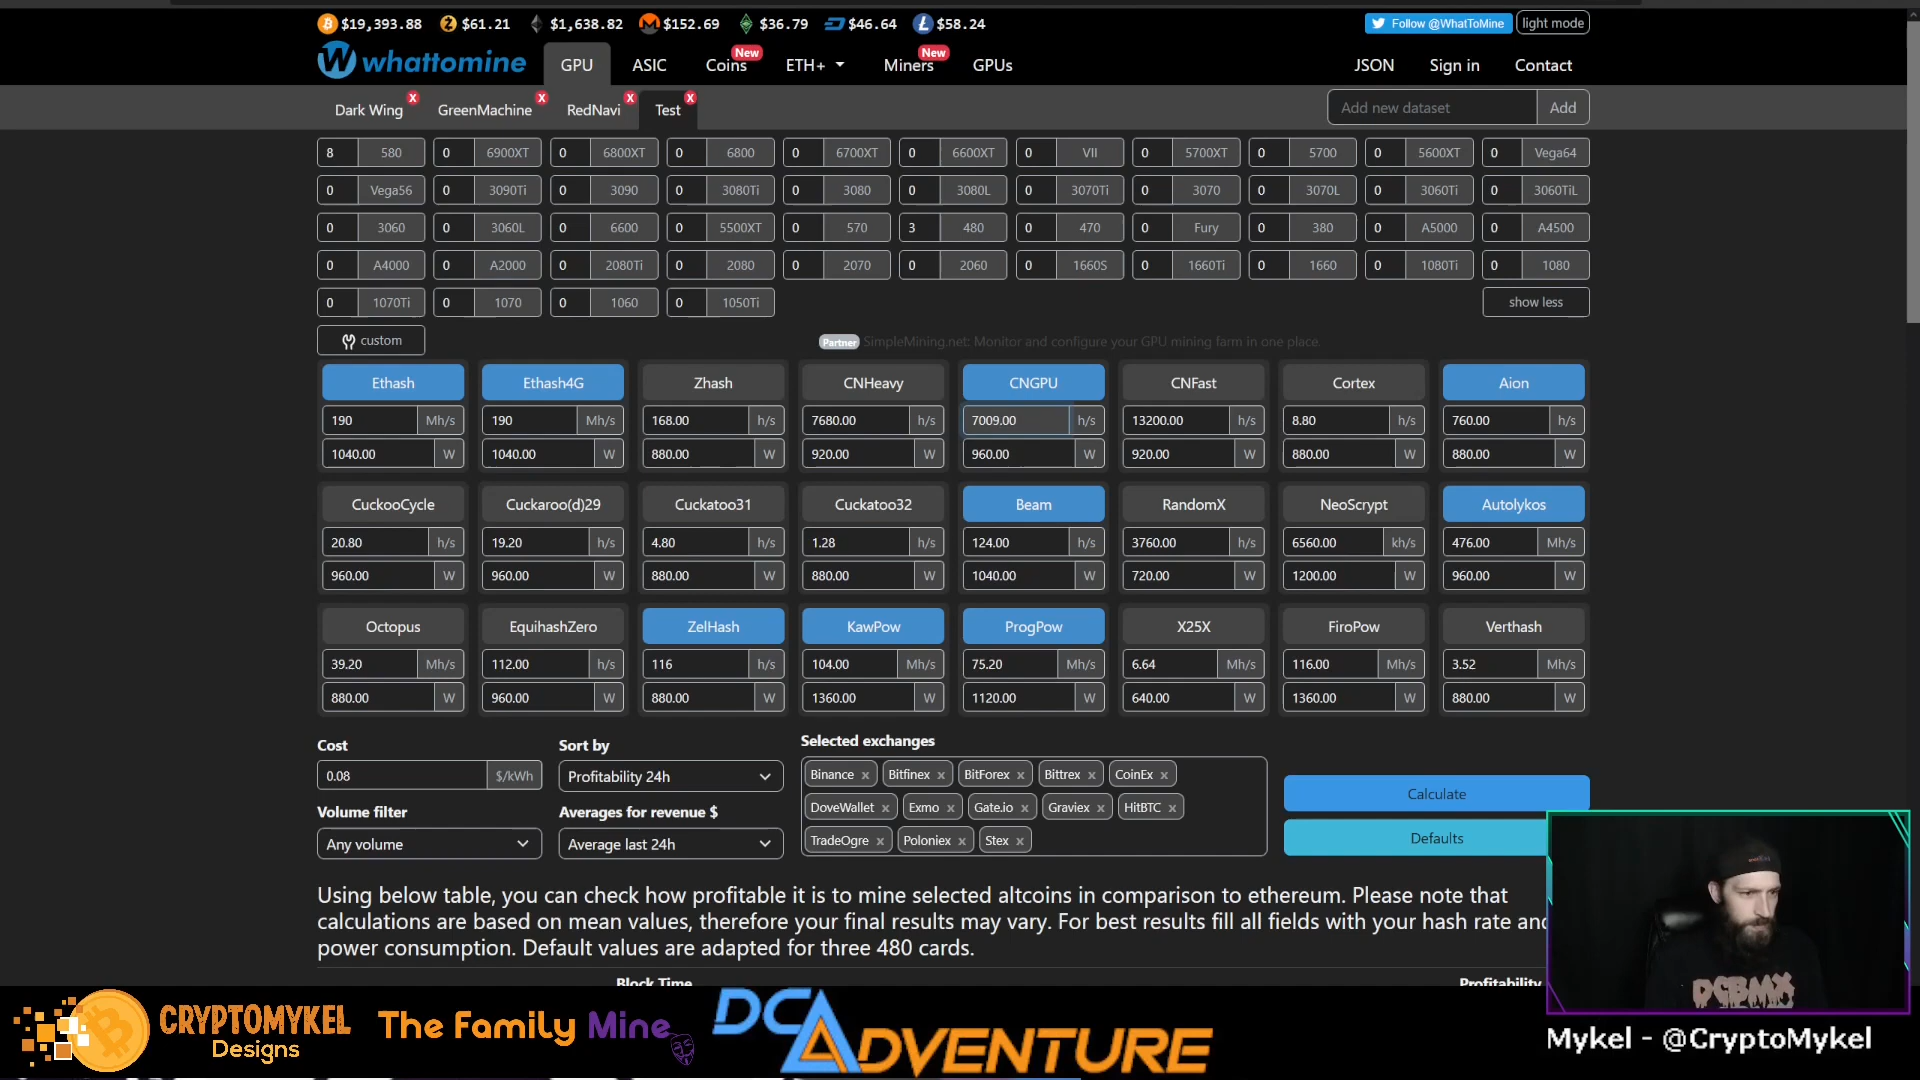 $19,393.88 $61.21 $1,638.82 $152.69 $36.79 $46.64 $58.24 Follow @WhatToMine light mode
whattomine GPU ASIC Coins New ETH+ Miners New GPUs JSON Sign in Contact
Dark Wing x GreenMachine x RedNavi x Test x Add new dataset Add
8 580 0 6900XT 0 6800XT 0 6800 0 6700XT 0 6600XT 0 VII 0 5700XT 0 5700 0 5600XT 0 Vega64
0 Vega56 0 3090Ti 0 3090 0 3080Ti 0 3080 0 3080L 0 3070Ti 0 3070 0 3070L 0 3060Ti 0 3060TiL
0 3060 0 3060L 0 6600 0 5500XT 0 570 3 480 0 470 0 Fury 0 380 0 A5000 0 A4500
0 A4000 0 A2000 0 2080Ti 0 2080 0 2070 0 2060 0 1660S 0 1660Ti 0 1660 0 1080Ti 0 1080
0 1070Ti 0 1070 0 1060 0 1050Ti show less
custom Partner SimpleMining.net: Monitor and configure your GPU mining farm in one place.
Ethash Ethash4G Zhash CNHeavy CNGPU CNFast Cortex Aion
190 Mh/s 190 Mh/s 168.00 h/s 7680.00 h/s 7009.00 h/s 13200.00 h/s 8.80 h/s 760.00 h/s
1040.00 W 1040.00 W 880.00 W 920.00 W 960.00 W 920.00 W 880.00 W 880.00 W
CuckooCycle Cuckaroo(d)29 Cuckatoo31 Cuckatoo32 Beam RandomX NeoScrypt Autolykos
20.80 h/s 19.20 h/s 4.80 h/s 1.28 h/s 124.00 h/s 3760.00 h/s 6560.00 kh/s 476.00 Mh/s
960.00 W 960.00 W 880.00 W 880.00 W 1040.00 W 720.00 W 1200.00 W 960.00 W
Octopus EquihashZero ZelHash KawPow ProgPow X25X FiroPow Verthash
39.20 Mh/s 112.00 h/s 116 h/s 104.00 Mh/s 75.20 Mh/s 6.64 Mh/s 116.00 Mh/s 3.52 Mh/s
880.00 W 960.00 W 880.00 W 1360.00 W 1120.00 W 640.00 W 1360.00 W 880.00 W
Cost Sort by Selected exchanges
0.08 $/kWh Profitability 24h Binance x Bitfinex x BitForex x Bittrex x CoinEx x Calculate
Volume filter Averages for revenue $ DoveWallet x Exmo x Gate.io x Graviex x HitBTC x
Any volume Average last 24h TradeOgre x Poloniex x Stex x Defaults
Using below table, you can check how profitable it is to mine selected altcoins in comparison to ethereum. Please note that
calculations are based on mean values, therefore your final results may vary. For best results fill all fields with your hash rate and
power consumption. Default values are adapted for three 480 cards.
Block Time Profitability
DCBMX
CRYPTOMYKEL
Designs
The Family Mine
DC ADVENTURE
Mykel - @CryptoMykel